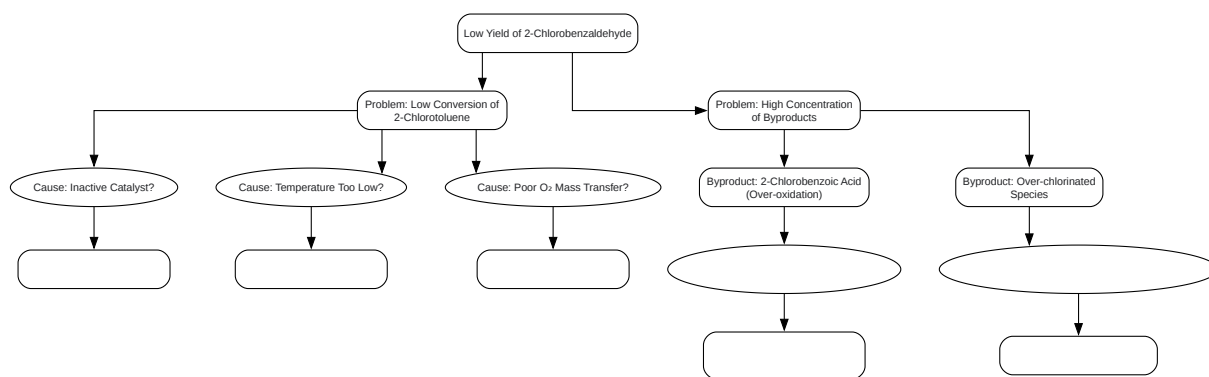 Low Yield of 2-Chlorobenzaldehyde
Problem: Low Conversion of
2-Chlorotoluene
Problem: High Concentration
of Byproducts
Cause: Inactive Catalyst?
Cause: Temperature Too Low?
Cause: Poor O₂ Mass Transfer?
Byproduct: 2-Chlorobenzoic Acid
(Over-oxidation)
Byproduct: Over-chlorinated
Species